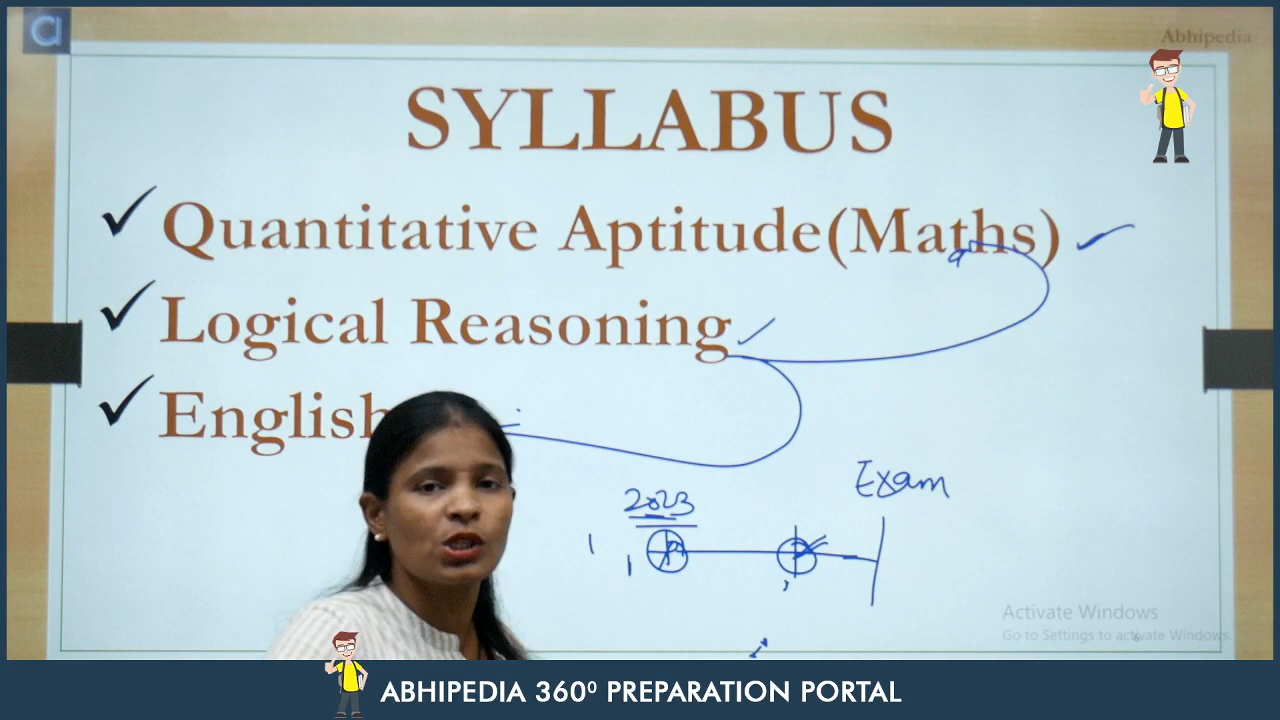 Abhipedia
SYLLABUS
✓ Quantitative Aptitude(Maths)
✓ Logical Reasoning
✓ English
Exam
2023
Activate Windows
Go to Settings to activate Windows.
ABHIPEDIA 360⁰ PREPARATION PORTAL